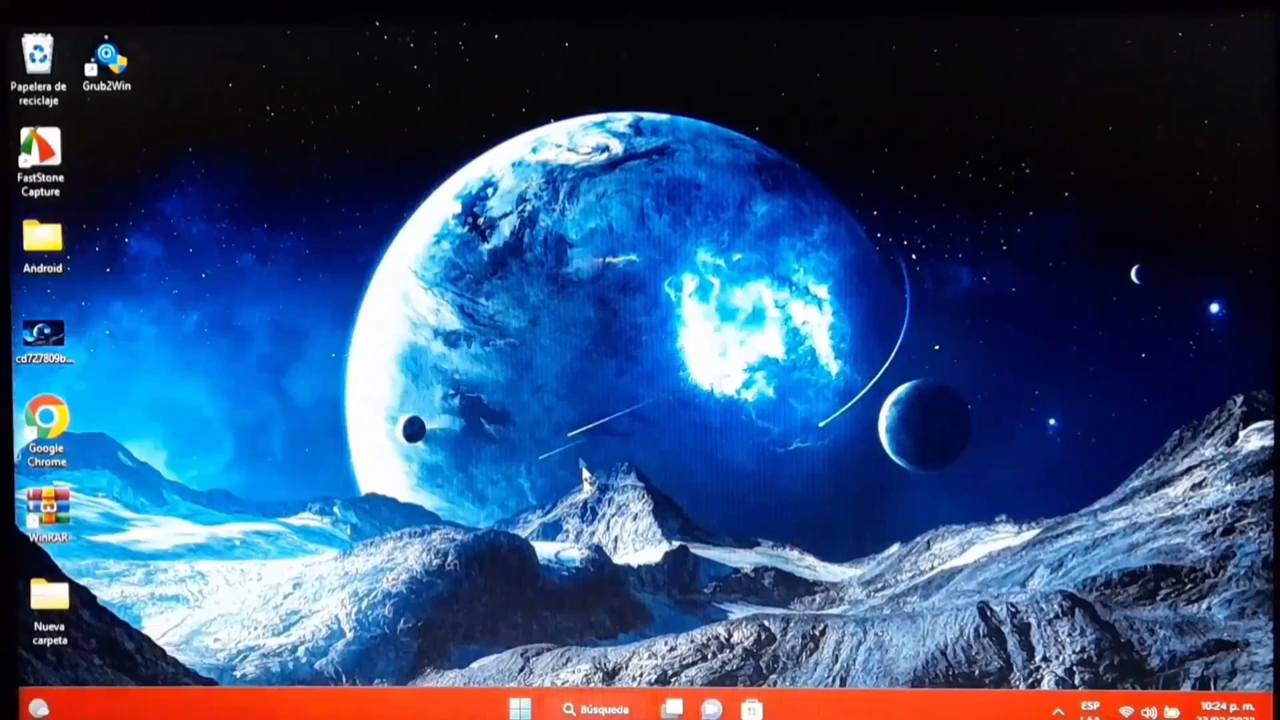 Papelera de
reciclaje
Grub2Win
FastStone
Capture
Android
cd727809b...
Google
Chrome
WinRAR
Nueva
carpeta
Búsqueda
ESP
10:24 p. m.